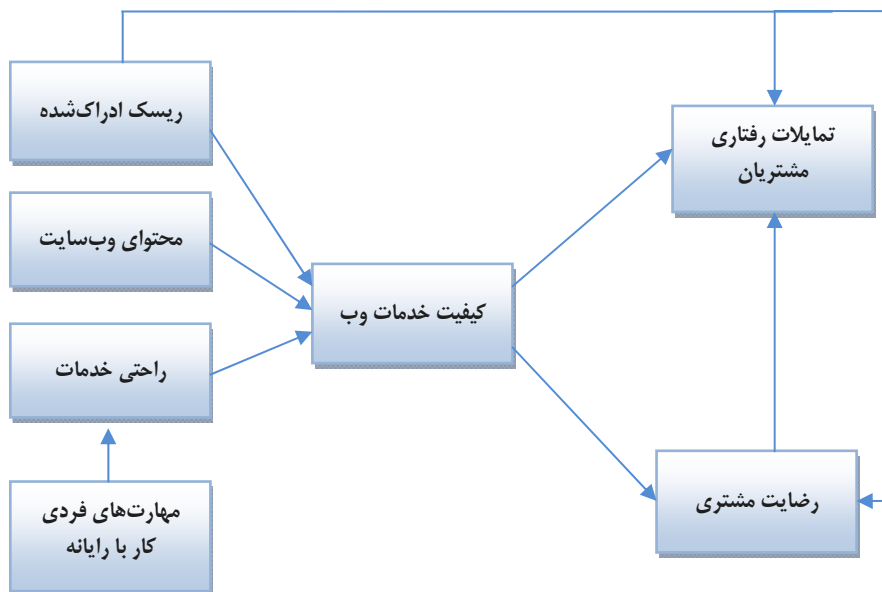 ریسک ادراک‌شده
تمایلات رفتاری
مشتریان
محتوای وب‌سایت
کیفیت خدمات وب
راحتی خدمات
رضایت مشتری
مهارت‌های فردی
کار با رایانه